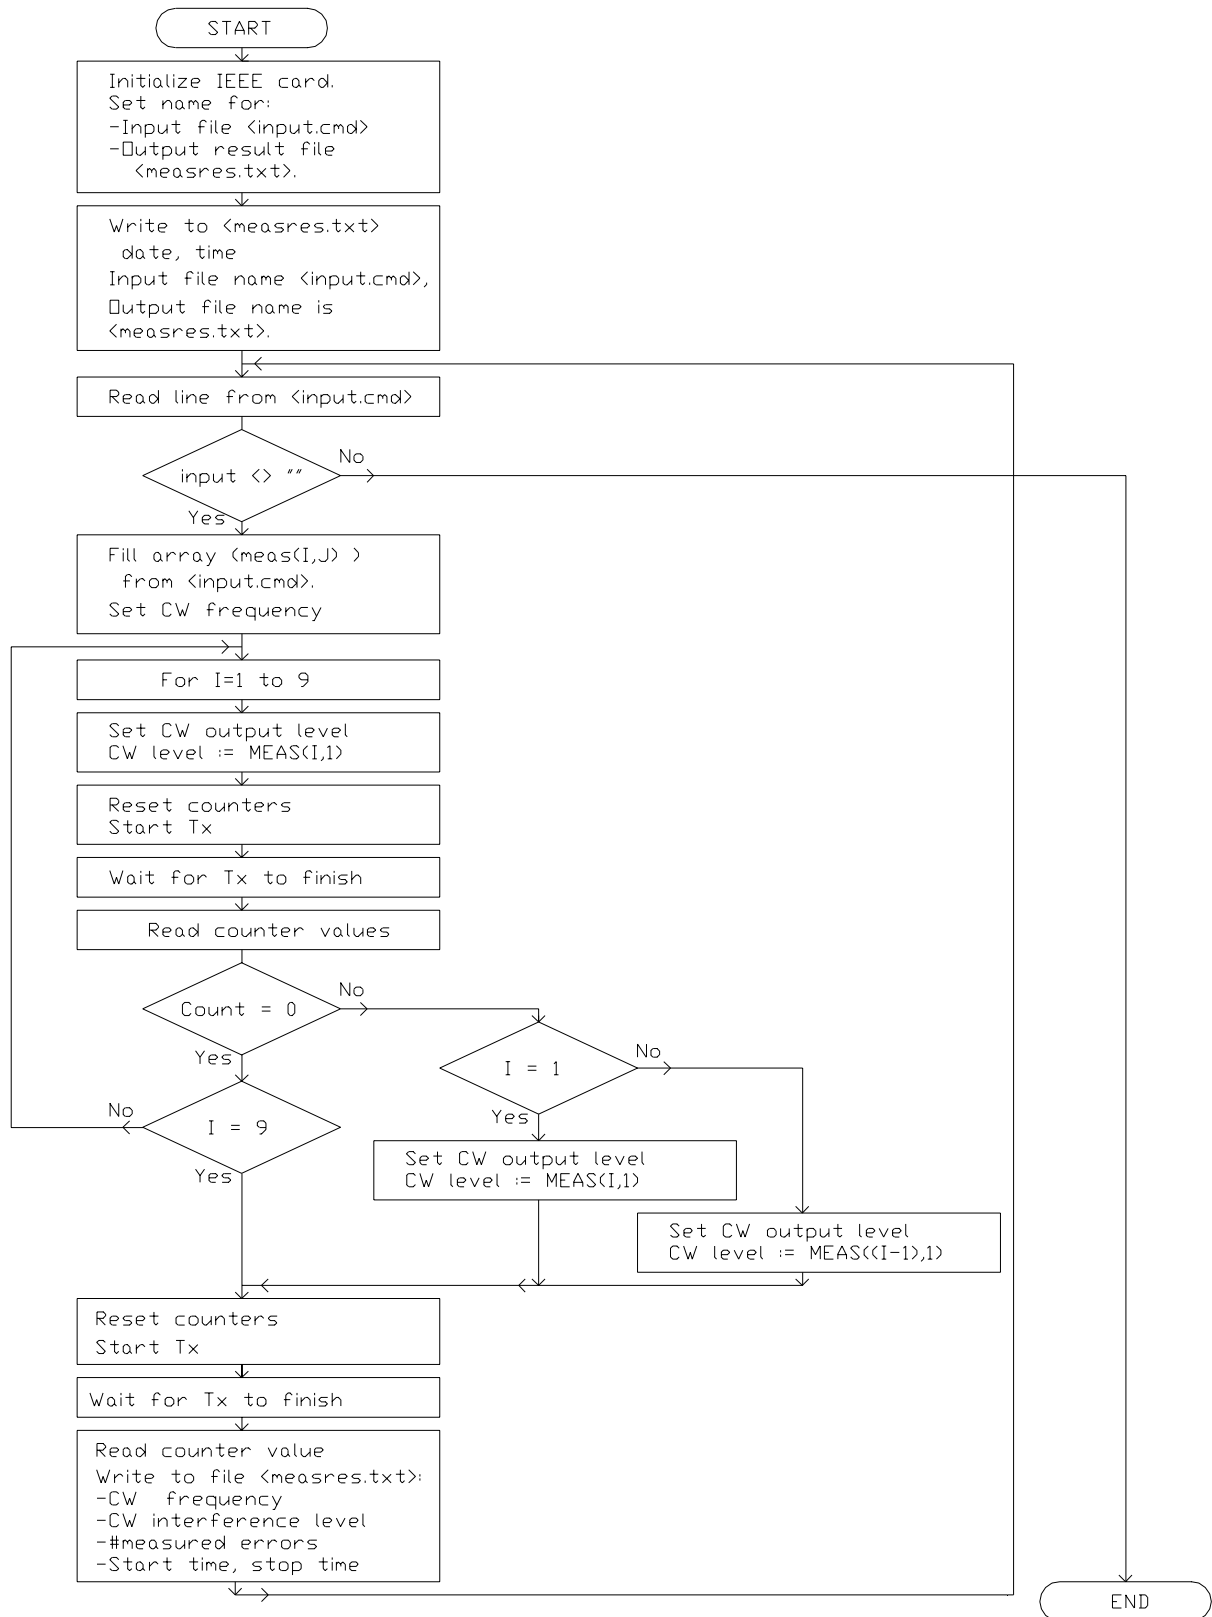 START
Initialize IEEE card.
Set name for:
-Input file <input.cmd>
-Output result file
<measres.txt>.
Write to <measres.txt>
date, time
Input file name <input.cmd>,
Output file name is
<measres.txt>.
Read line from <input.cmd>
No
input <> ""
Yes
Fill array (meas(I,J) )
from <input.cmd>.
Set CW frequency
For I=1 to 9
Set CW output level
CW level := MEAS(I,1)
Reset counters
Start Tx
Wait for Tx to finish
Read counter values
No
Count = 0
Yes
No
I = 1
Yes
No
I = 9
Yes
Set CW output level
CW level := MEAS(I,1)
Set CW output level
CW level := MEAS((I-1),1)
Reset counters
Start Tx
Wait for Tx to finish
Read counter value
Write to file <measres.txt>:
-CW frequency
-CW interference level
-#measured errors
-Start time, stop time
END